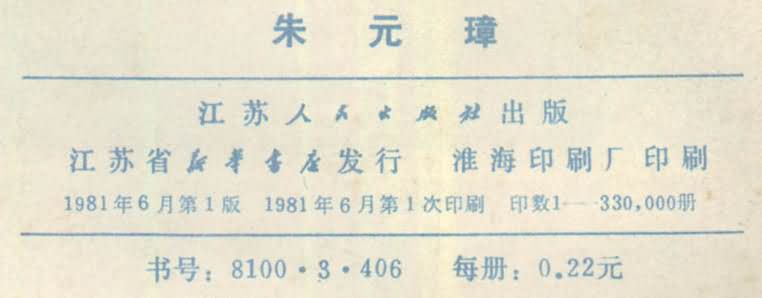 朱元璋
江苏人民出版社出版
江苏省新华书店发行 淮海印刷厂印刷
1981年6月第1版 1981年6月第1次印刷 印数1—330,000册
书号：8100·3·406 每册：0.22元